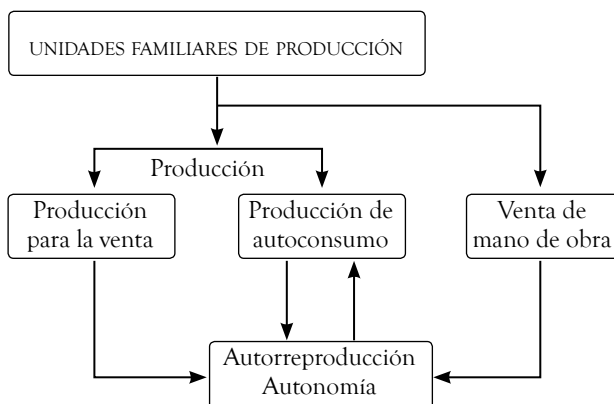 UNIDADES FAMILIARES DE PRODUCCIÓN
Producción
Producción
para la venta
Producción de
autoconsumo
Venta de
mano de obra
Autorreproducción
Autonomía